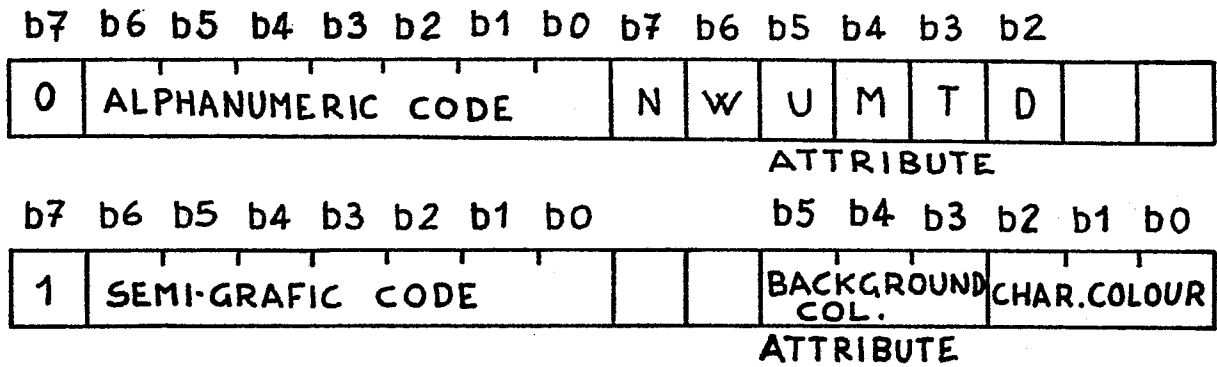 b7 b6 b5 b4 b3 b2 b1 b0 b7 b6 b5 b4 b3 b2
0 ALPHANUMERIC CODE N W U M T D
ATTRIBUTE
b7 b6 b5 b4 b3 b2 b1 b0 b5 b4 b3 b2 b1 b0
1 SEMI-GRAFIC CODE BACKGROUND CHAR.COLOUR
COL.
ATTRIBUTE